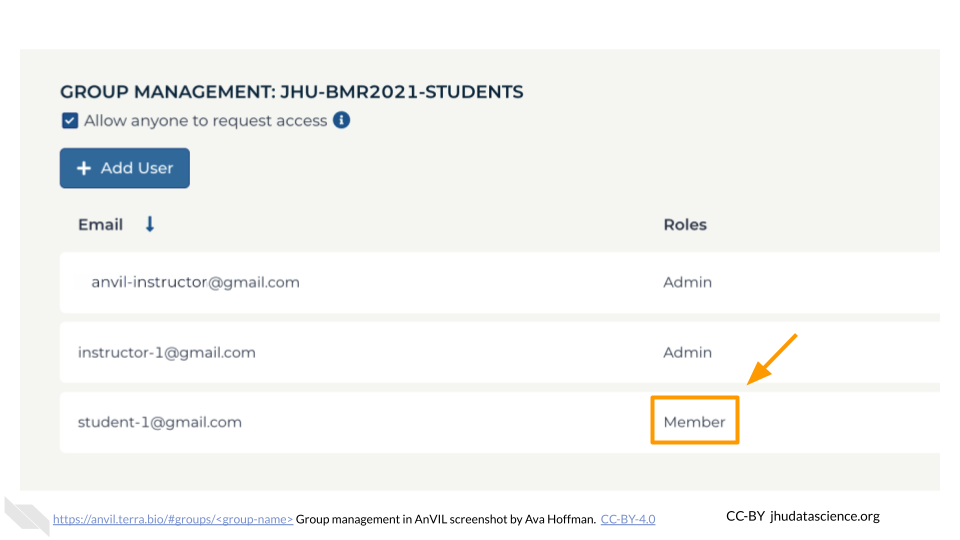 GROUP MANAGEMENT: JHU-BMR2021-STUDENTS
Allow anyone to request access
+ Add User
Email Roles
anvil-instructor@gmail.com Admin
instructor-1@gmail.com Admin
student-1@gmail.com Member
https://anvil.terra.bio/#groups/<group-name> Group management in AnVIL screenshot by Ava Hoffman. CC-BY-4.0
CC-BY jhudatascience.org